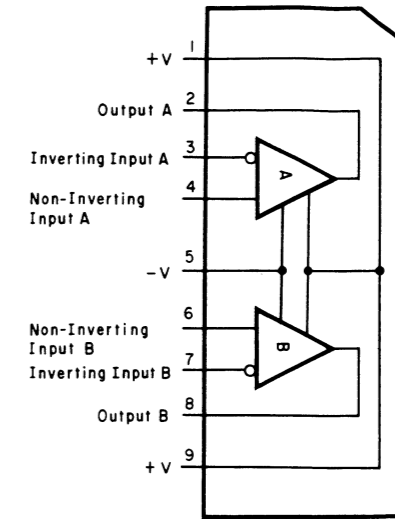 +V 1
Output A 2
Inverting Input A 3
Non-Inverting 4
Input A
A
-V 5
Non-Inverting 6
Input B
Inverting Input B 7
B
Output B 8
+V 9